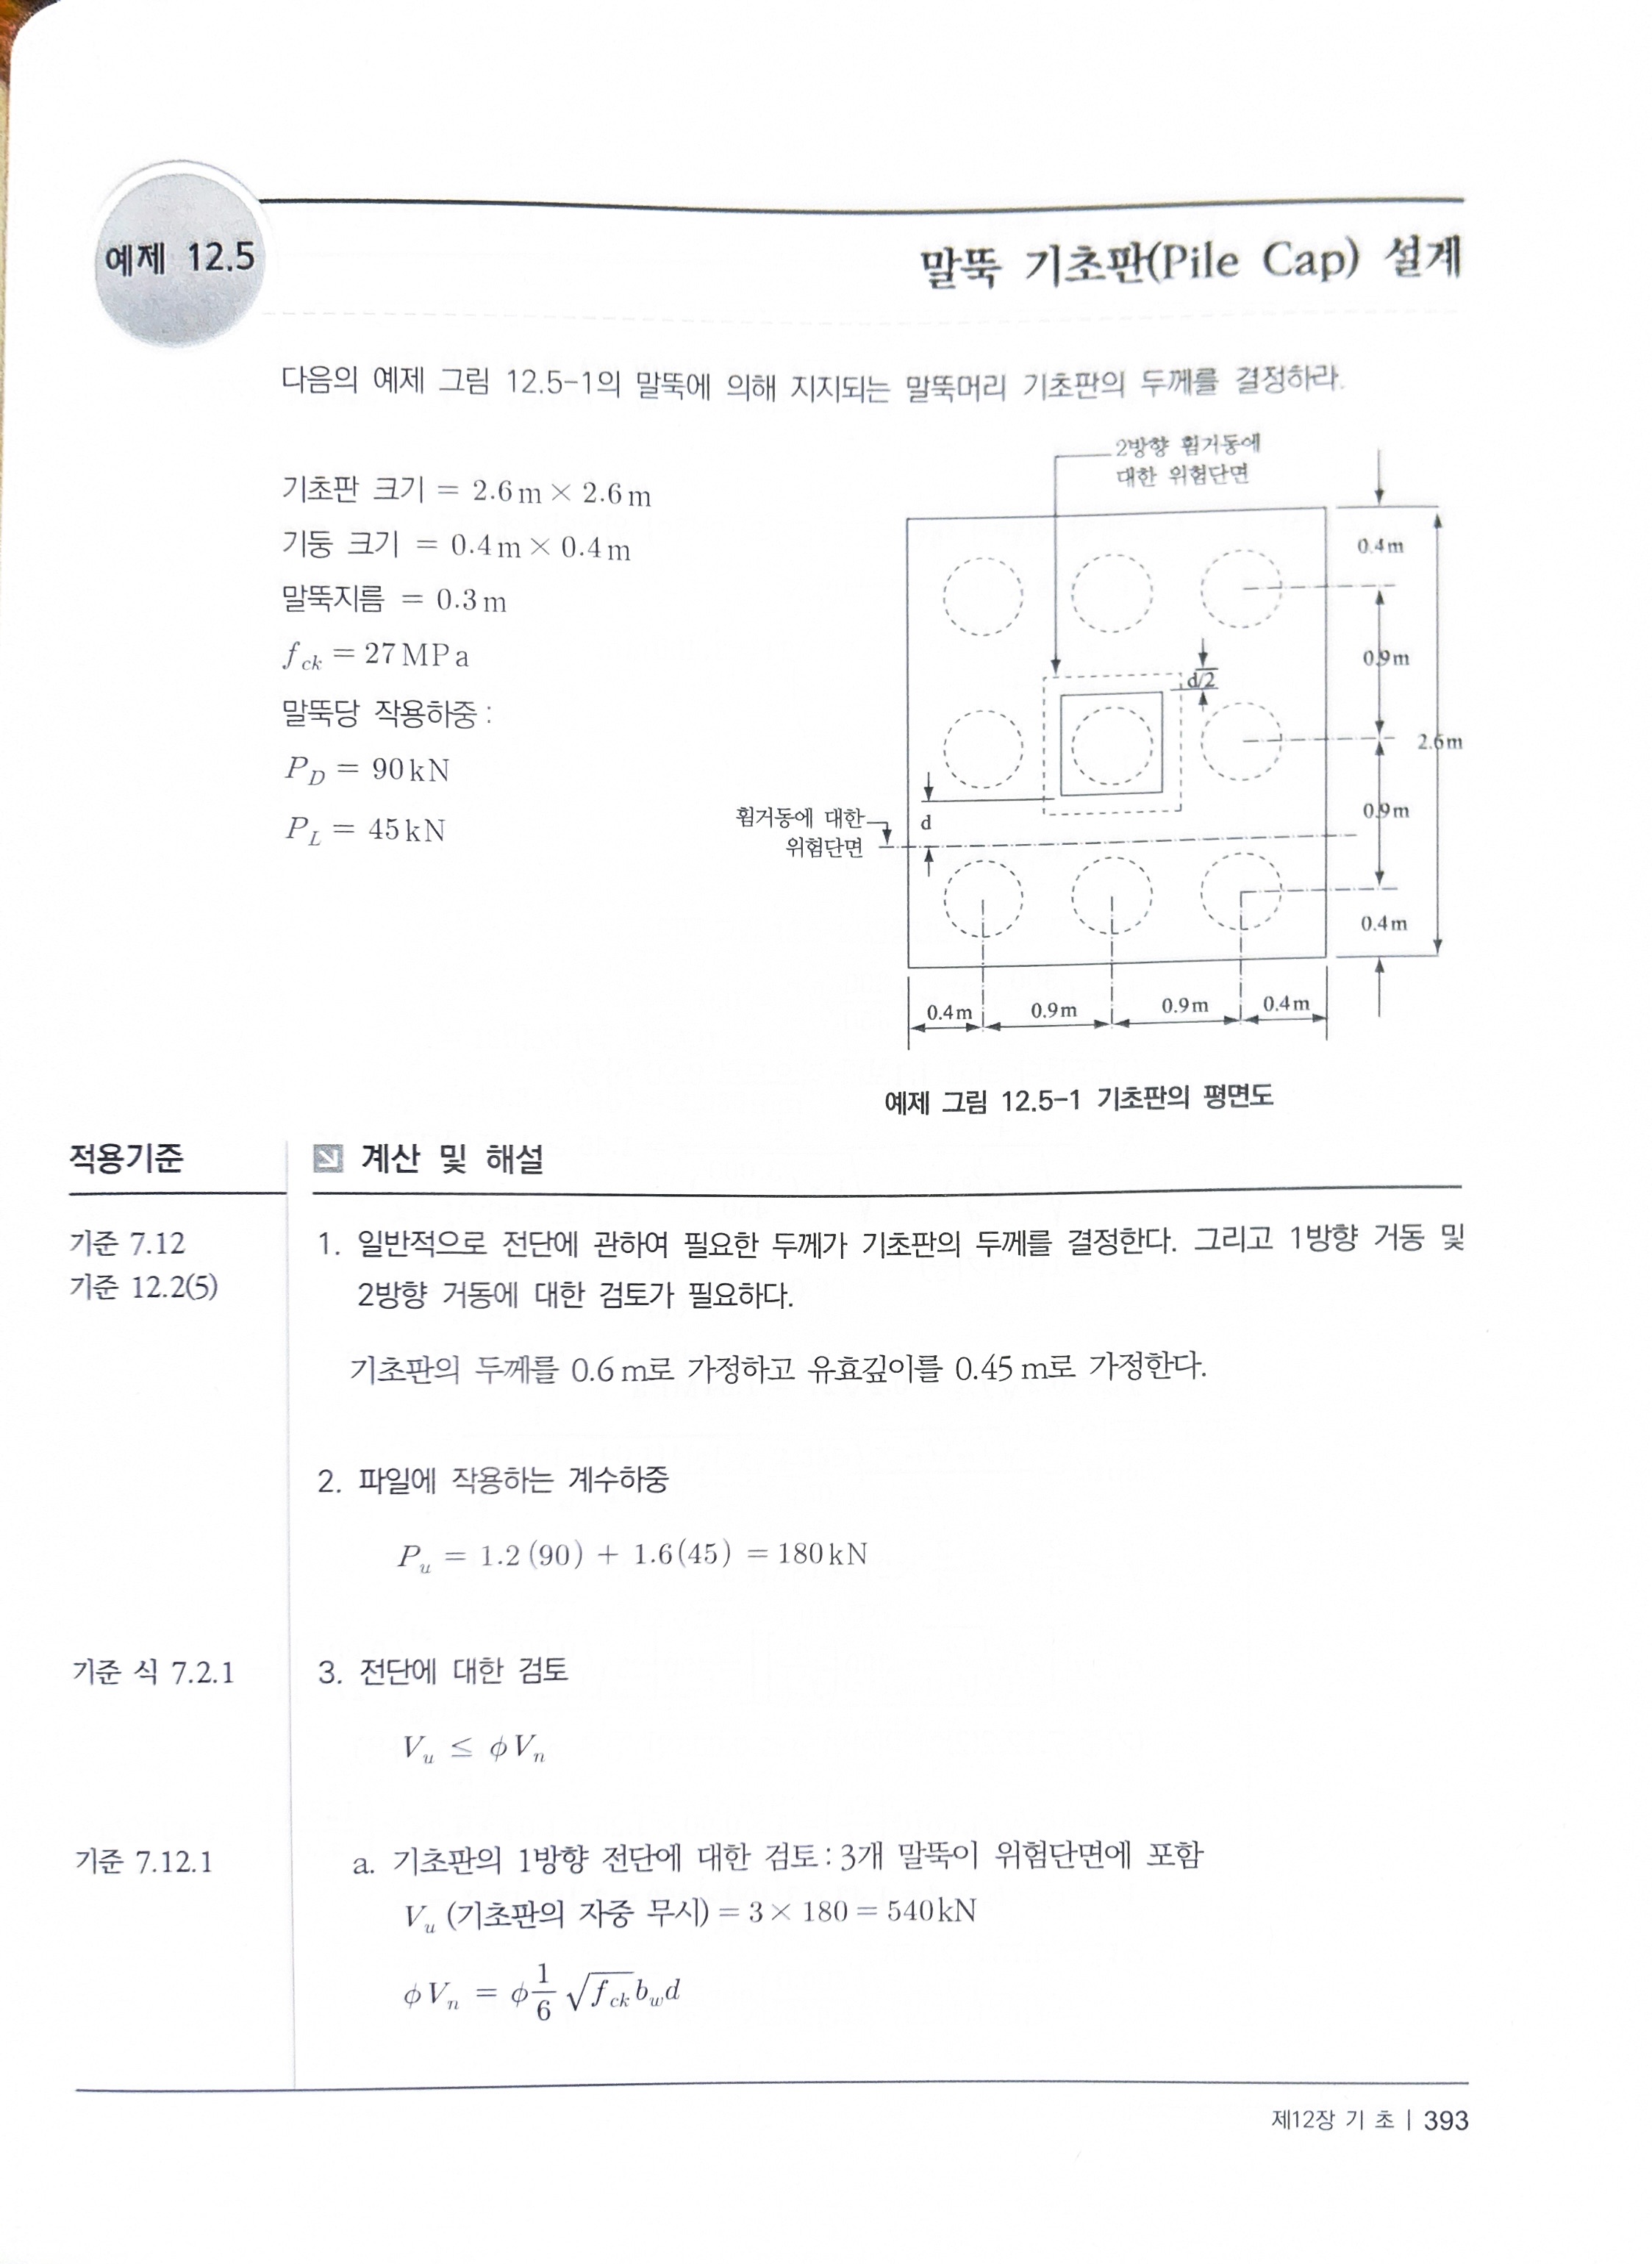 예제 12.5
말뚝 기초판(Pile Cap) 설계
다음의 예제 그림 12.5-1의 말뚝에 의해 지지되는 말뚝머리 기초판의 두께를 결정하라.
기초판 크기 = 2.6 m × 2.6 m
기둥 크기 = 0.4 m × 0.4 m
말뚝지름 = 0.3 m
f_ck = 27 MPa
말뚝당 작용하중 :
P_D = 90 kN
P_L = 45 kN
2방향 휨거동에
대한 위험단면
0.4m
d/2
0.9m
2.6m
휨거동에 대한
위험단면
d
0.9m
0.4m
0.4m 0.9m 0.9m 0.4m
예제 그림 12.5-1 기초판의 평면도
적용기준
계산 및 해설
기준 7.12
기준 12.2(5)
1. 일반적으로 전단에 관하여 필요한 두께가 기초판의 두께를 결정한다. 그리고 1방향 거동 및
2방향 거동에 대한 검토가 필요하다.
기초판의 두께를 0.6 m로 가정하고 유효깊이를 0.45 m로 가정한다.
2. 파일에 작용하는 계수하중
P_u = 1.2 (90) + 1.6(45) = 180 kN
기준 식 7.2.1
3. 전단에 대한 검토
V_u ≤ φV_n
기준 7.12.1
a. 기초판의 1방향 전단에 대한 검토 : 3개 말뚝이 위험단면에 포함
V_u (기초판의 자중 무시) = 3 × 180 = 540 kN
φV_n = φ 1/6 √f_ck b_w d
제12장 기 초 | 393